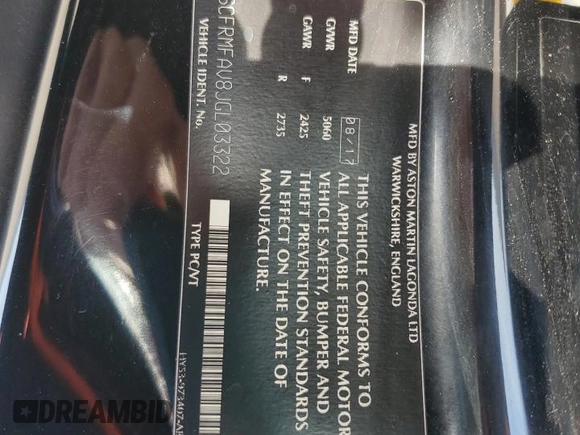 MFD BY ASTON MARTIN LAGONDA LTD
WARWICKSHIRE, ENGLAND
MFD DATE 08/17
GVWR 5060
GAWR F 2425
R 2735
THIS VEHICLE CONFORMS TO
ALL APPLICABLE FEDERAL MOTOR
VEHICLE SAFETY, BUMPER AND
THEFT PREVENTION STANDARDS
IN EFFECT ON THE DATE OF
MANUFACTURE.
SCFRMFAV8JGL03322
VEHICLE IDENT. No.
TYPE PC/VT
DREAMBID